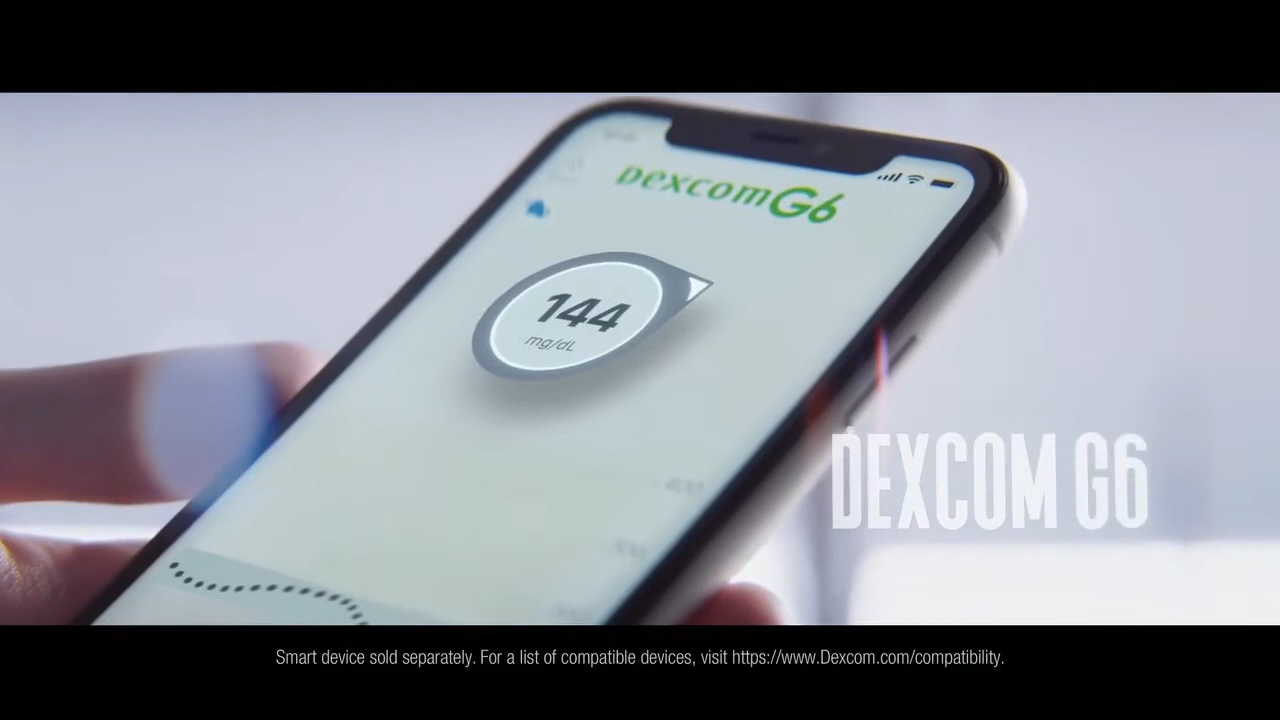 DexcomG6
144
mg/dL
DEXCOM G6
Smart device sold separately. For a list of compatible devices, visit https://www.Dexcom.com/compatibility.